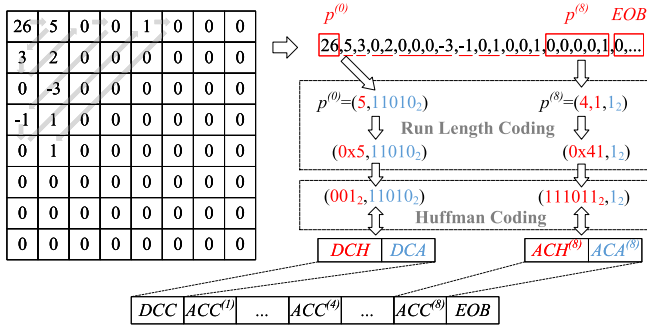 p(0) p(8) EOB
26 5 0 0 1 0 0 0
26,5,3,0,2,0,0,0,-3,-1,0,1,0,0,1,0,0,0,0,1,0,...
3 2 0 0 0 0 0 0
0 -3 0 0 0 0 0 0
p(0)=(5,11010₂) p(8)=(4,1,1₂)
-1 1 0 0 0 0 0 0
Run Length Coding
0 1 0 0 0 0 0 0
(0x5,11010₂) (0x41,1₂)
0 0 0 0 0 0 0 0
(001₂,11010₂) (111011₂,1₂)
0 0 0 0 0 0 0 0
Huffman Coding
0 0 0 0 0 0 0 0
DCH DCA ACH(8) ACA(8)
DCC ACC(1) ... ACC(4) ... ACC(8) EOB